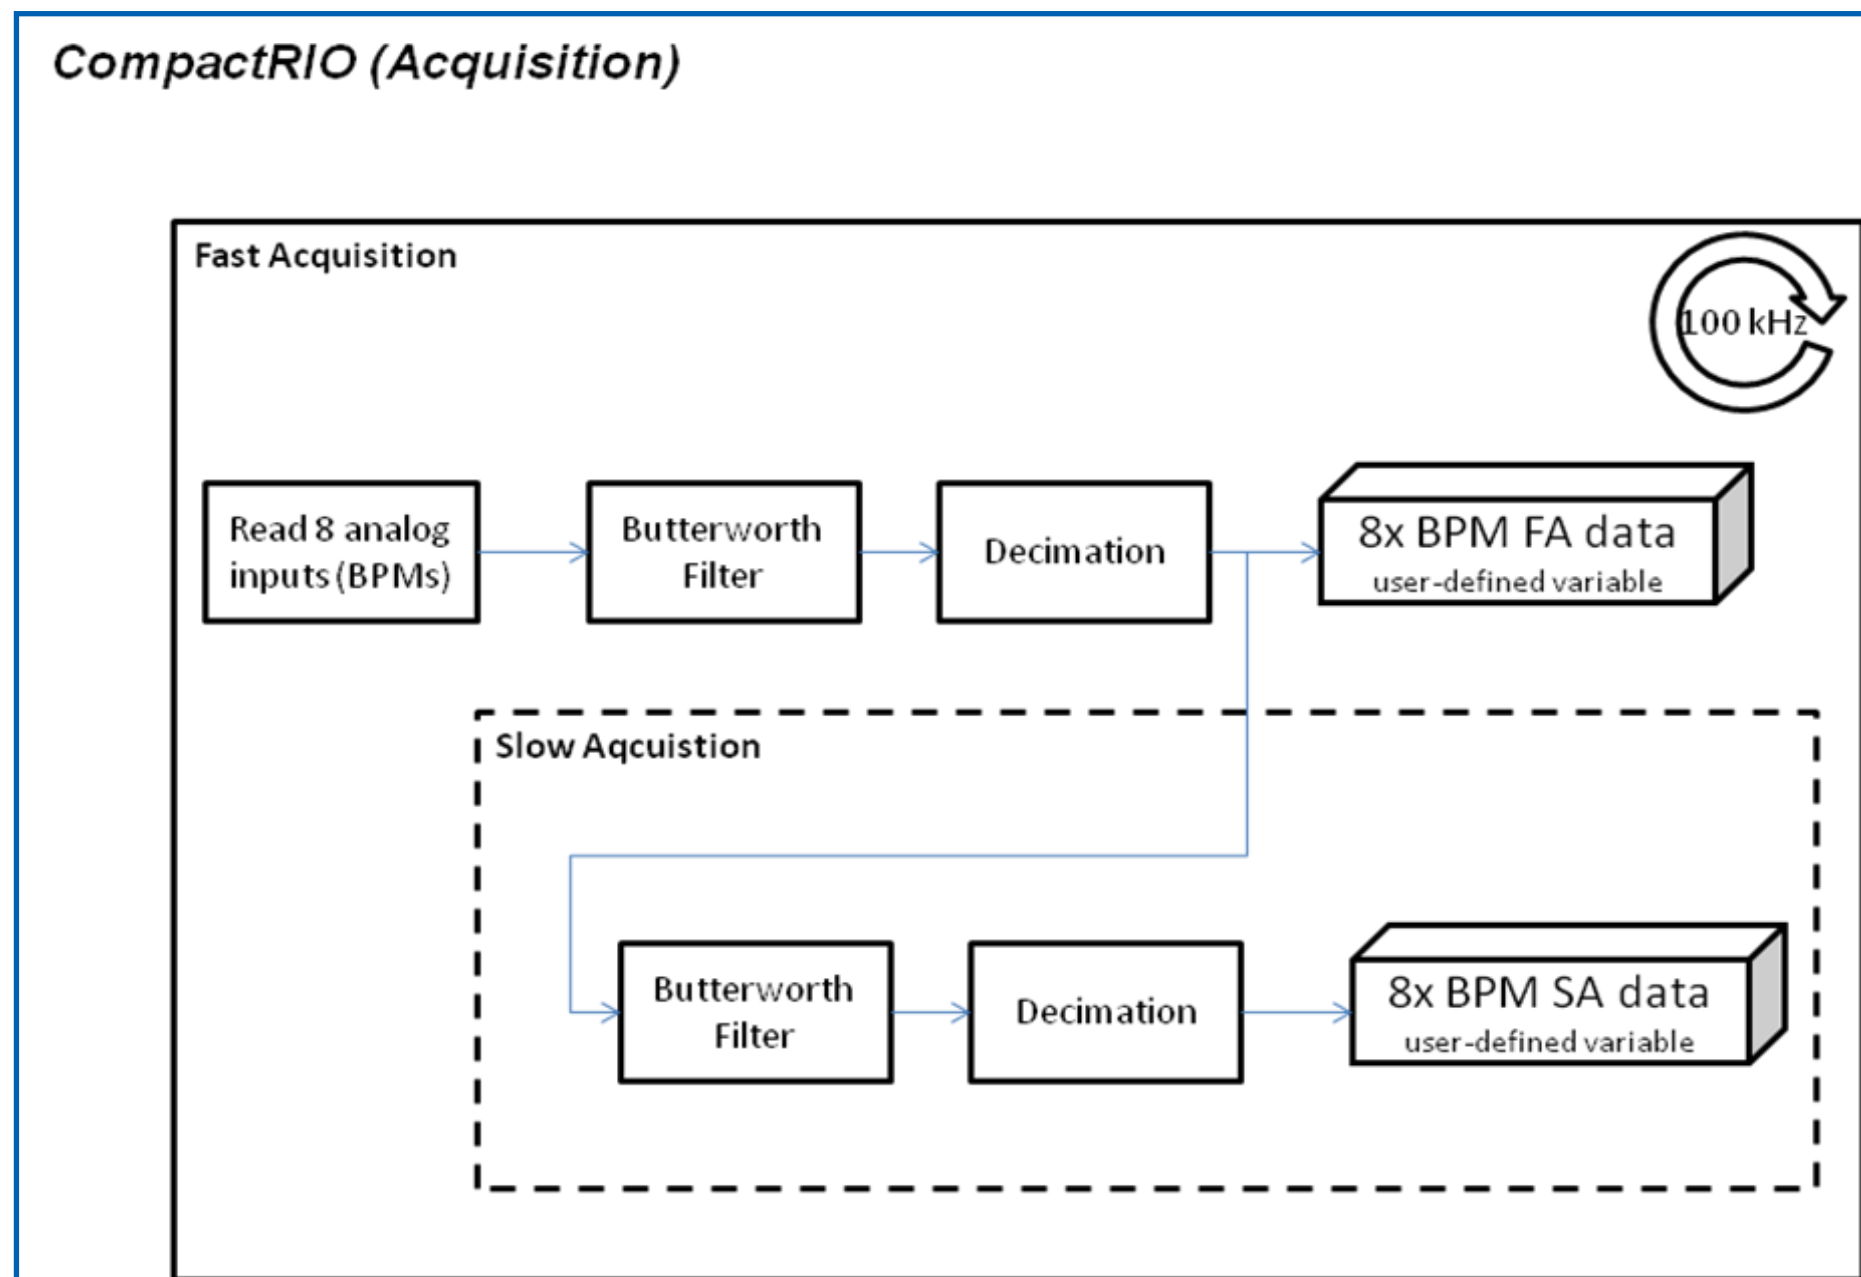 CompactRIO (Acquisition)
Fast Acquisition
100 kHz
Read 8 analog
inputs (BPMs)
Butterworth
Filter
Decimation
8x BPM FA data
user-defined variable
Slow Aqcuistion
Butterworth
Filter
Decimation
8x BPM SA data
user-defined variable